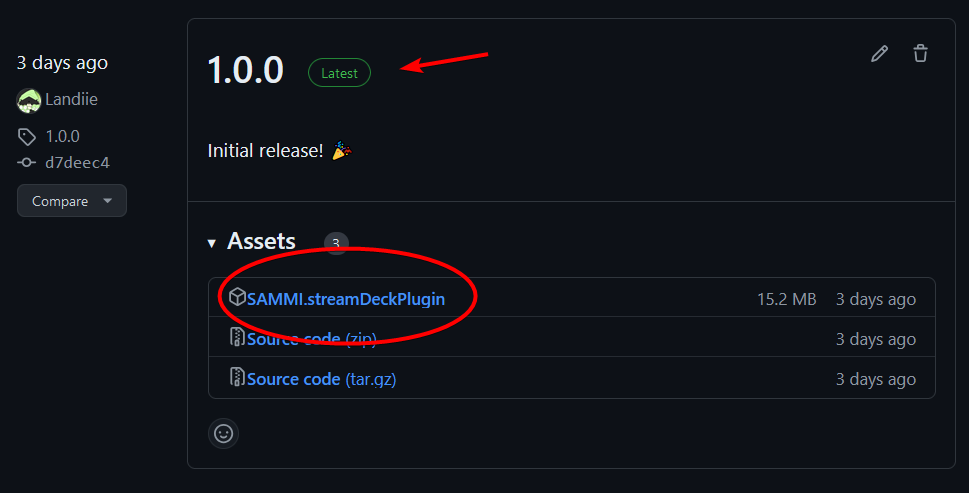 3 days ago
Landiie
1.0.0
d7deec4
Compare
1.0.0 Latest
Initial release! 🎉
Assets 3
SAMMI.streamDeckPlugin 15.2 MB 3 days ago
Source code (zip) 3 days ago
Source code (tar.gz) 3 days ago